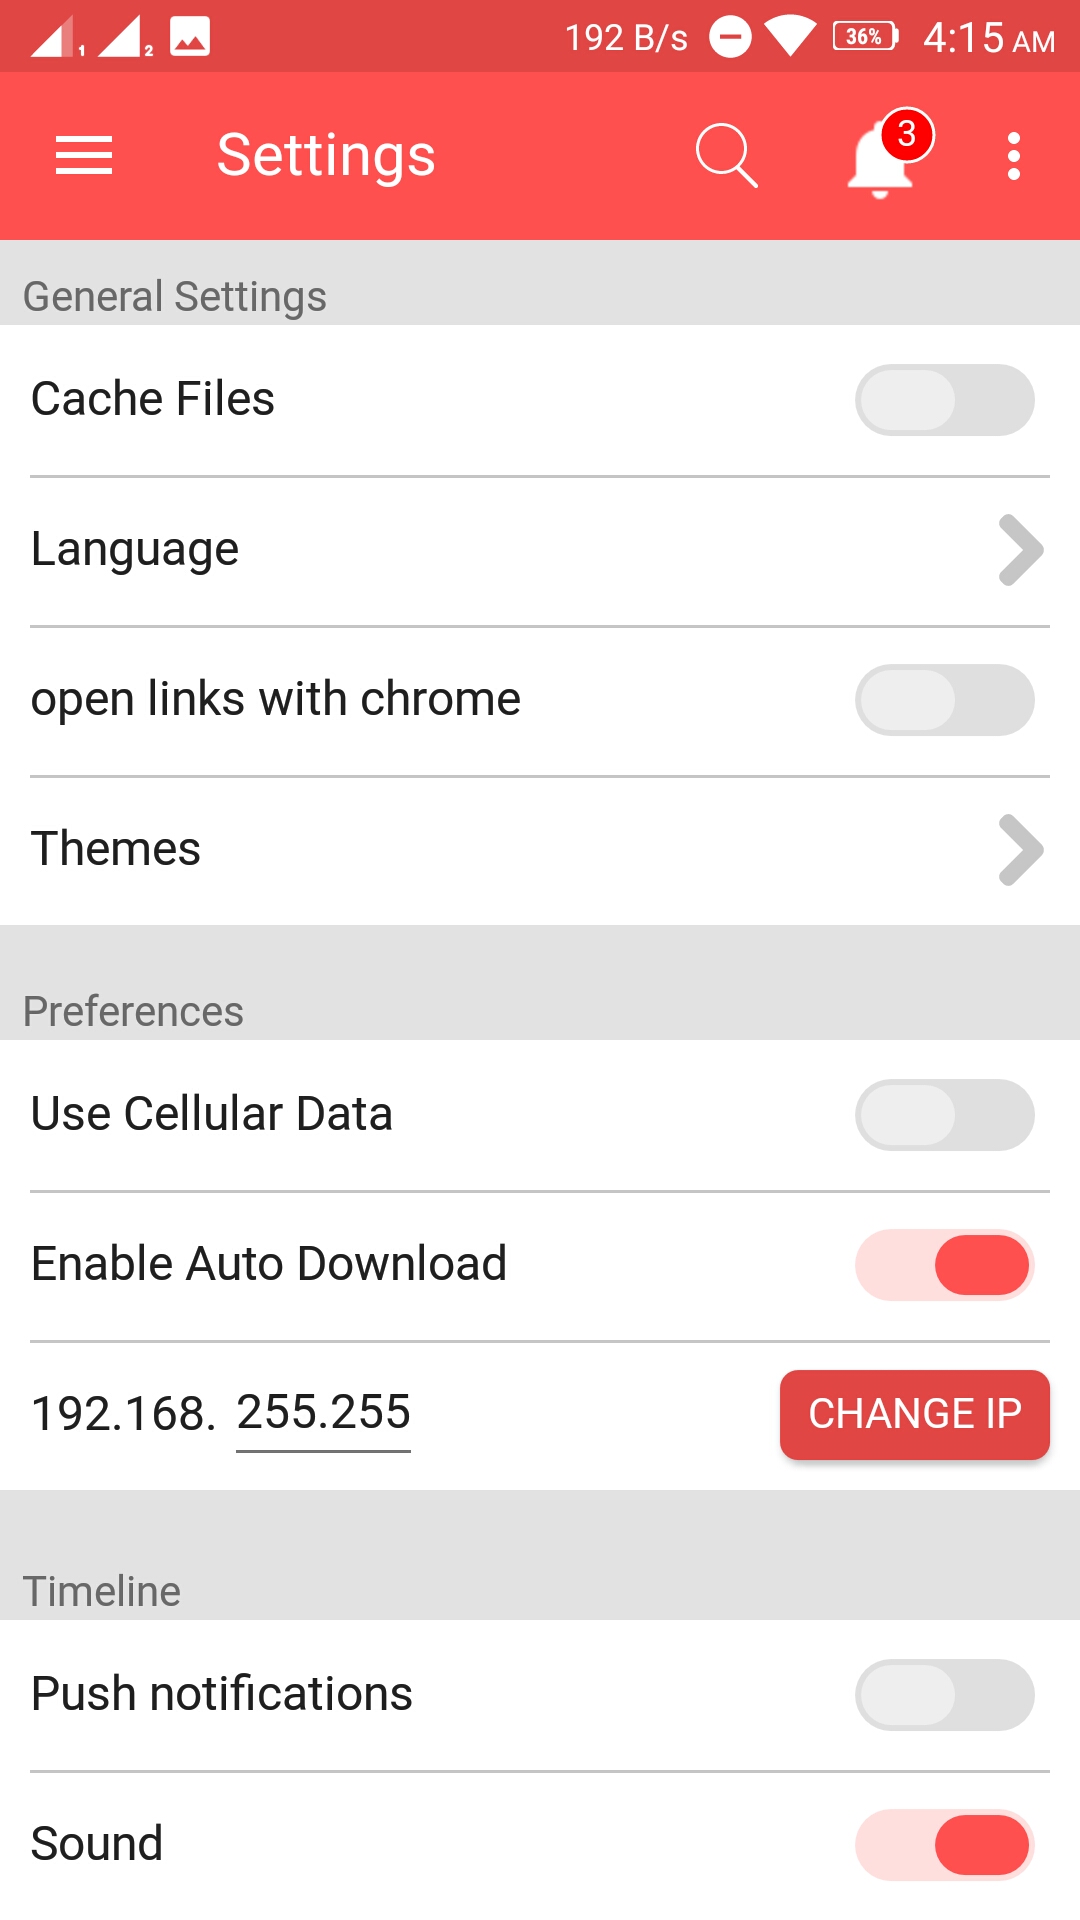 1 2 192 B/s 36% 4:15 AM
Settings 3
General Settings
Cache Files
Language
open links with chrome
Themes
Preferences
Use Cellular Data
Enable Auto Download
192.168. 255.255 CHANGE IP
Timeline
Push notifications
Sound